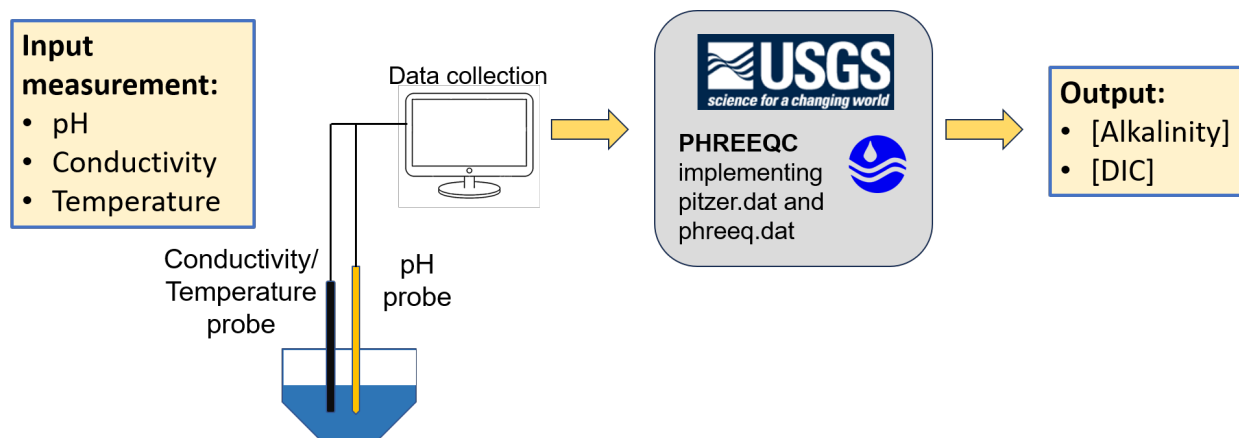 Input
measurement:
• pH
• Conductivity
• Temperature
Data collection
Conductivity/
Temperature
probe
pH
probe
USGS
science for a changing world
PHREEQC
implementing
pitzer.dat and
phreeq.dat
Output:
• [Alkalinity]
• [DIC]